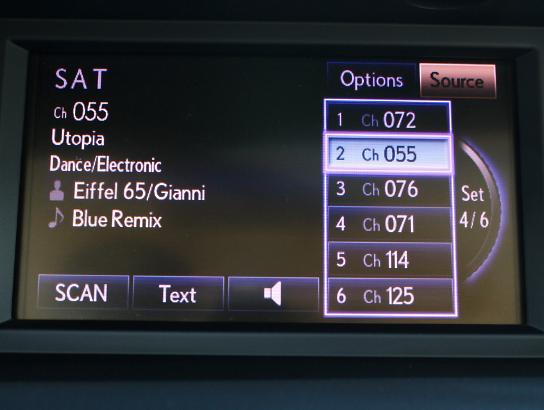 SAT
Options
Source
Ch 055
Utopia
Dance/Electronic
Eiffel 65/Gianni
Blue Remix
1 Ch 072
2 Ch 055
3 Ch 076
4 Ch 071
5 Ch 114
6 Ch 125
Set
4/6
SCAN
Text